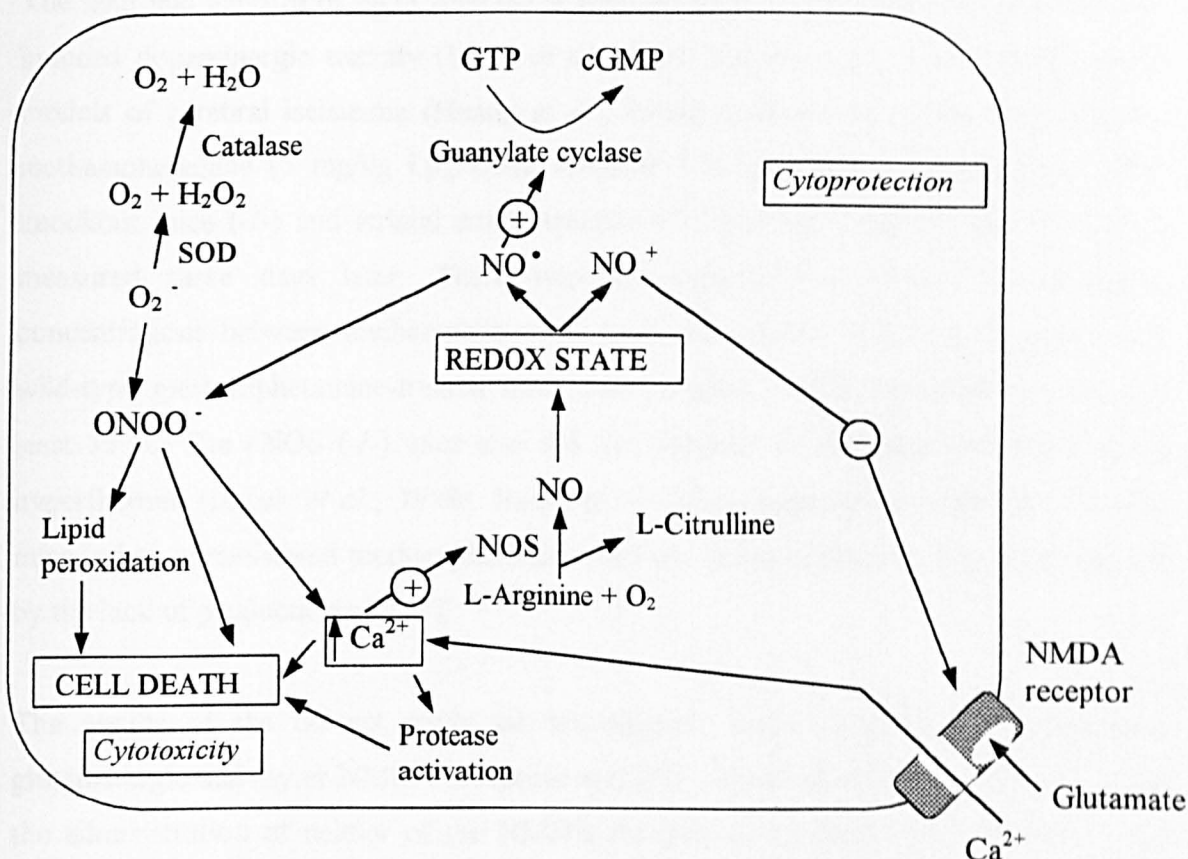 GTP cGMP
O₂ + H₂O
Catalase
Guanylate cyclase
Cytoprotection
O₂ + H₂O₂
+
SOD
NO• NO⁺
O₂•⁻
REDOX STATE
ONOO⁻
−
NO
Lipid
peroxidation
L-Citrulline
NOS
+
L-Arginine + O₂
Ca²⁺
NMDA
receptor
CELL DEATH
Cytotoxicity
Protease
activation
Glutamate
Ca²⁺